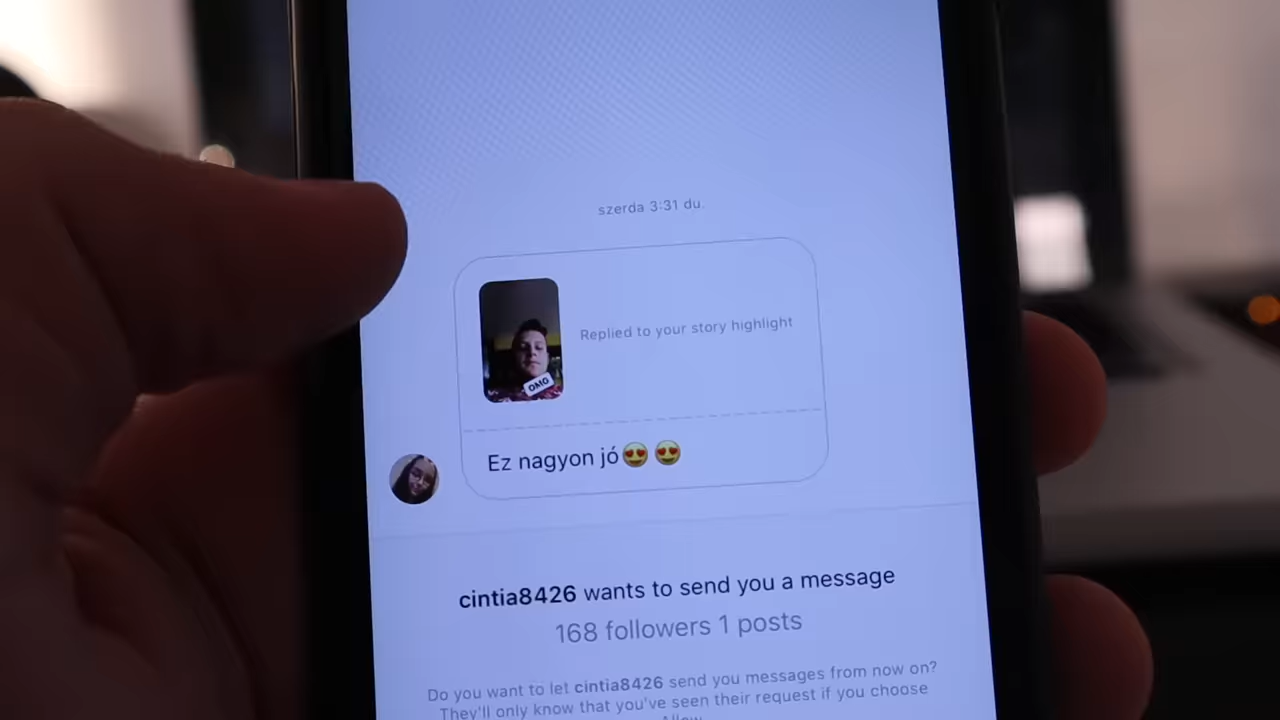 szerda 3:31 du.
Replied to your story highlight
OMG
Ez nagyon jó😍 😍
cintia8426 wants to send you a message
168 followers 1 posts
Do you want to let cintia8426 send you messages from now on?
They'll only know that you've seen their request if you choose
Allow.